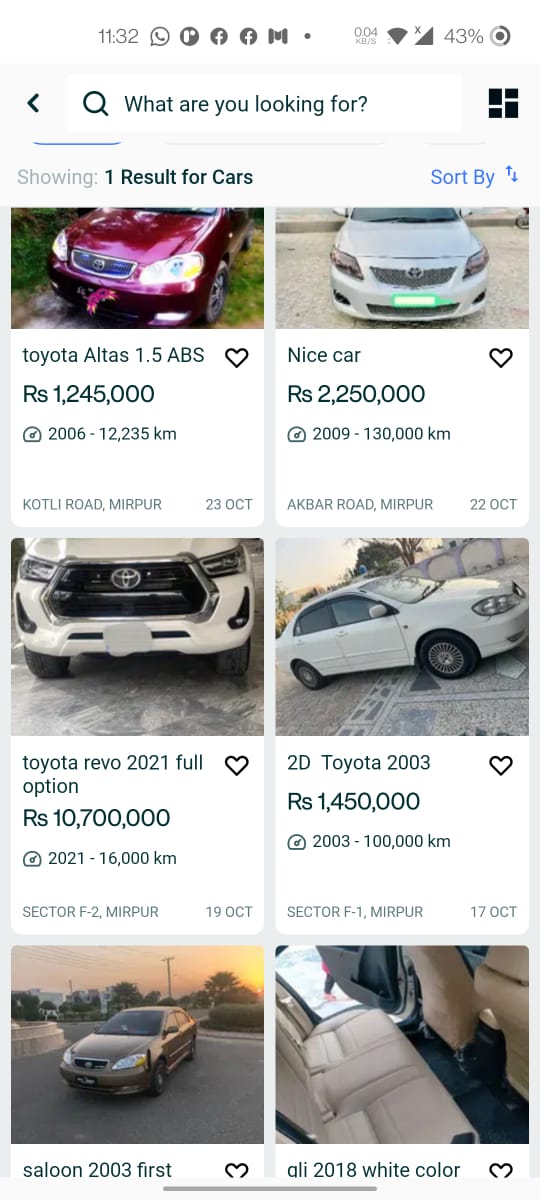 11:32
0.04
KB/S
x
43%
What are you looking for?
Showing: 1 Result for Cars
Sort By
toyota Altas 1.5 ABS
Rs 1,245,000
2006 - 12,235 km
KOTLI ROAD, MIRPUR
23 OCT
Nice car
Rs 2,250,000
2009 - 130,000 km
AKBAR ROAD, MIRPUR
22 OCT
toyota revo 2021 full
option
Rs 10,700,000
2021 - 16,000 km
SECTOR F-2, MIRPUR
19 OCT
2D  Toyota 2003
Rs 1,450,000
2003 - 100,000 km
SECTOR F-1, MIRPUR
17 OCT
saloon 2003 first
gli 2018 white color